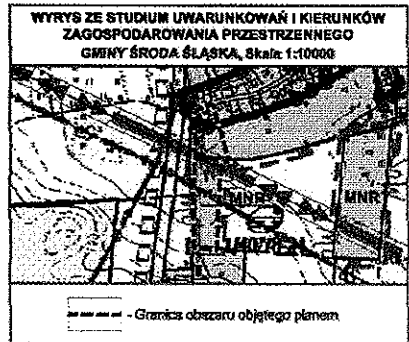 WYRYS ZE STUDIUM UWARUNKOWAŃ I KIERUNKÓW
ZAGOSPODAROWANIA PRZESTRZENNEGO
GMINY ŚRODA ŚLĄSKA, Skala 1:10000
MNR
MNR
- Granica obszaru objętego planem